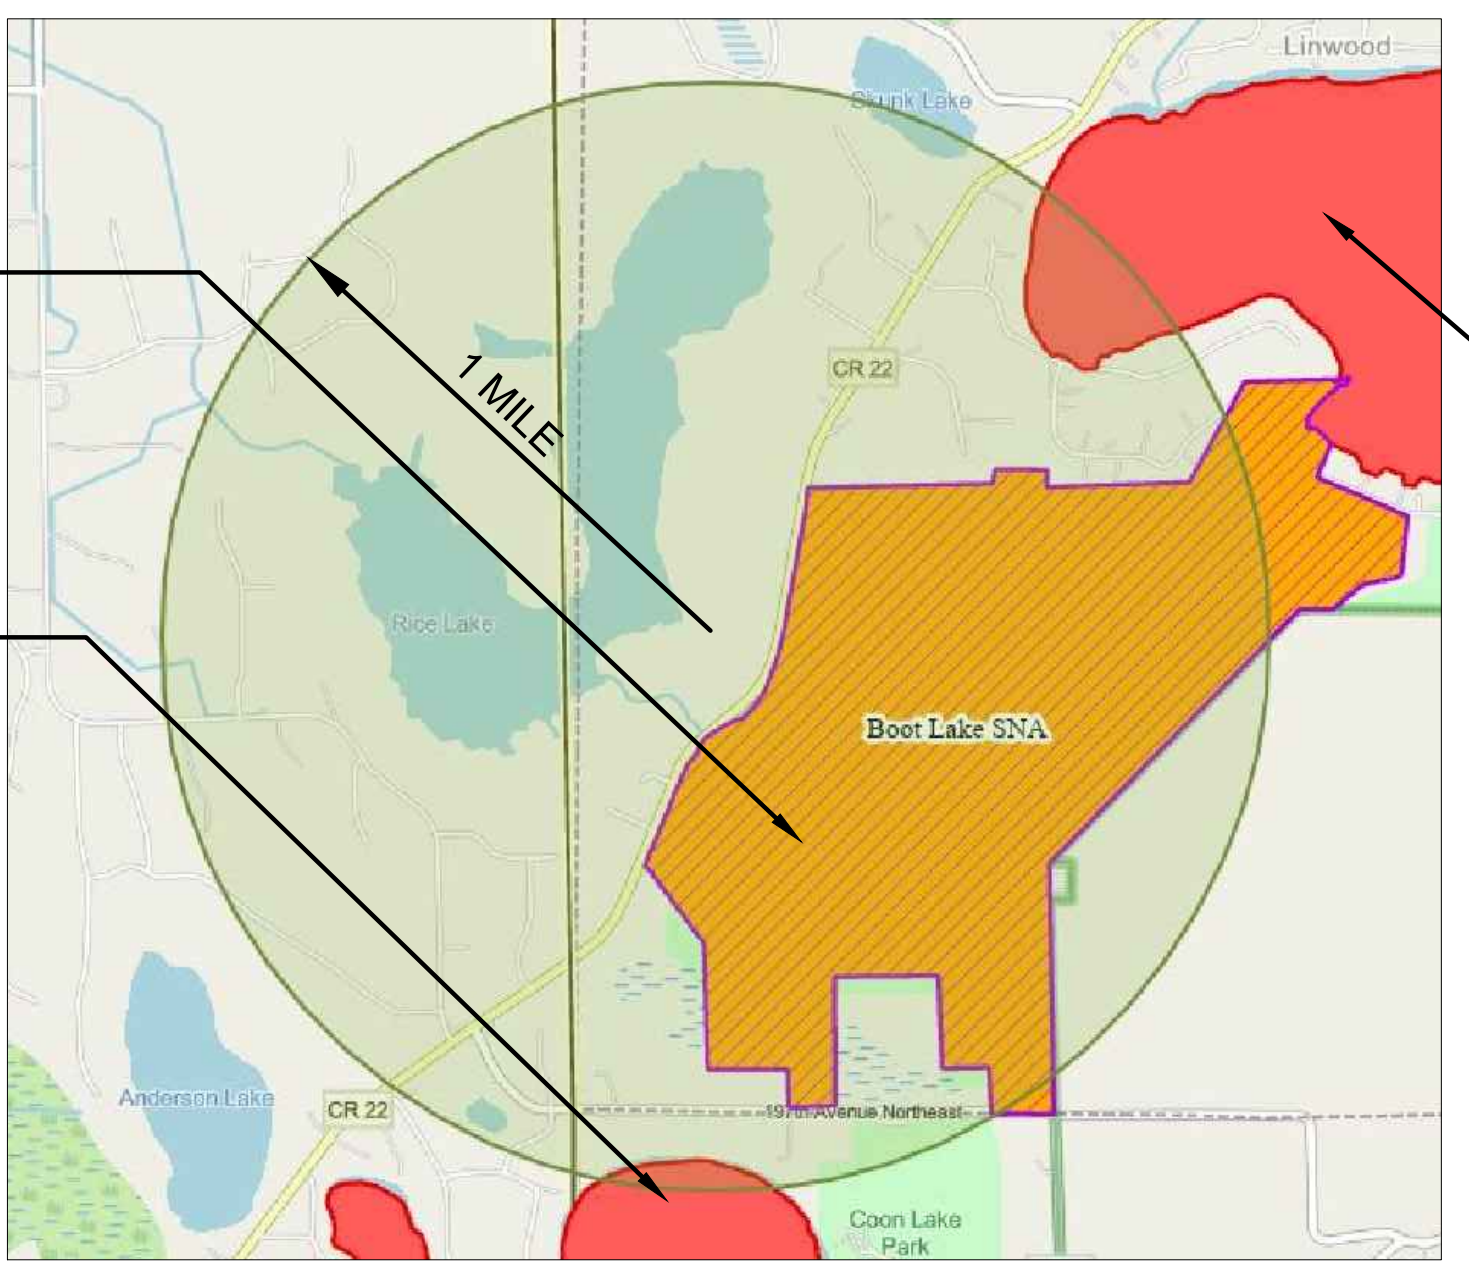 Linwood
Skunk Lake
1 MILE
CR 22
Rice Lake
Boot Lake SNA
Anderson Lake
CR 22
197th Avenue Northeast
Coon Lake
Park